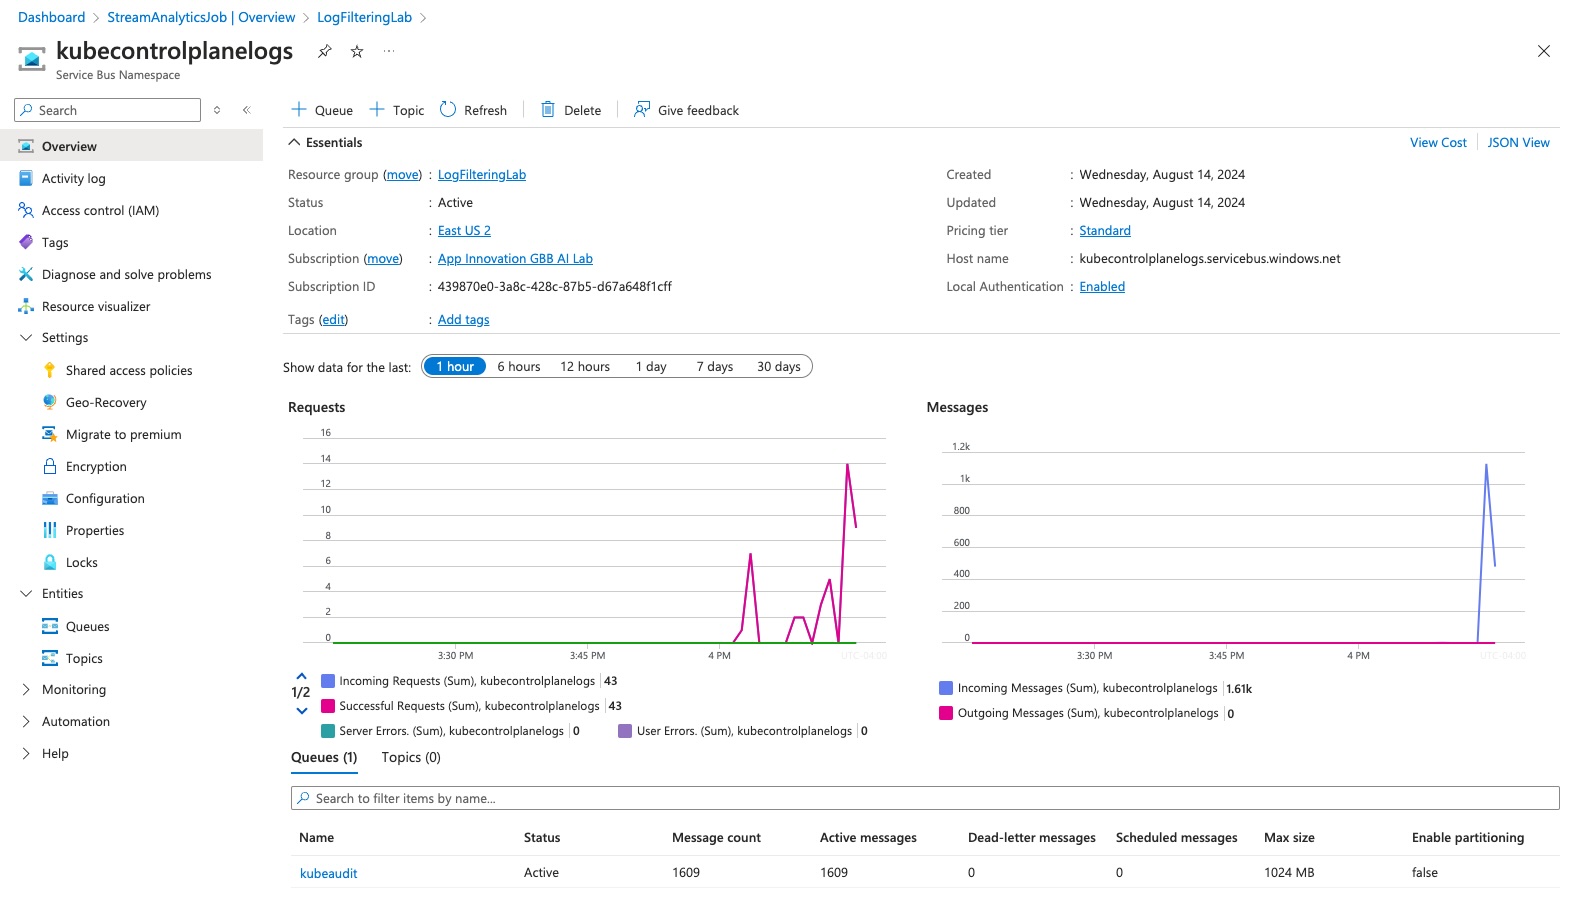 Dashboard > StreamAnalyticsJob | Overview > LogFilteringLab >
kubecontrolplanelogs
Service Bus Namespace
Search
Overview
Activity log
Access control (IAM)
Tags
Diagnose and solve problems
Resource visualizer
Settings
Shared access policies
Geo-Recovery
Migrate to premium
Encryption
Configuration
Properties
Locks
Entities
Queues
Topics
Monitoring
Automation
Help
Queue Topic Refresh Delete Give feedback
Essentials
View Cost JSON View
Resource group (move) : LogFilteringLab
Status : Active
Location : East US 2
Subscription (move) : App Innovation GBB AI Lab
Subscription ID : 439870e0-3a8c-428c-87b5-d67a648f1cff
Tags (edit) : Add tags
Created : Wednesday, August 14, 2024
Updated : Wednesday, August 14, 2024
Pricing tier : Standard
Host name : kubecontrolplanelogs.servicebus.windows.net
Local Authentication : Enabled
Show data for the last: 1 hour 6 hours 12 hours 1 day 7 days 30 days
Requests
16
14
12
10
8
6
4
2
0
3:30 PM 3:45 PM 4 PM UTC-04:00
1/2
Incoming Requests (Sum), kubecontrolplanelogs 43
Successful Requests (Sum), kubecontrolplanelogs 43
Server Errors. (Sum), kubecontrolplanelogs 0 User Errors. (Sum), kubecontrolplanelogs 0
Messages
1.2k
1k
800
600
400
200
0
3:30 PM 3:45 PM 4 PM UTC-04:00
Incoming Messages (Sum), kubecontrolplanelogs 1.61k
Outgoing Messages (Sum), kubecontrolplanelogs 0
Queues (1) Topics (0)
Search to filter items by name...
Name Status Message count Active messages Dead-letter messages Scheduled messages Max size Enable partitioning
kubeaudit Active 1609 1609 0 0 1024 MB false